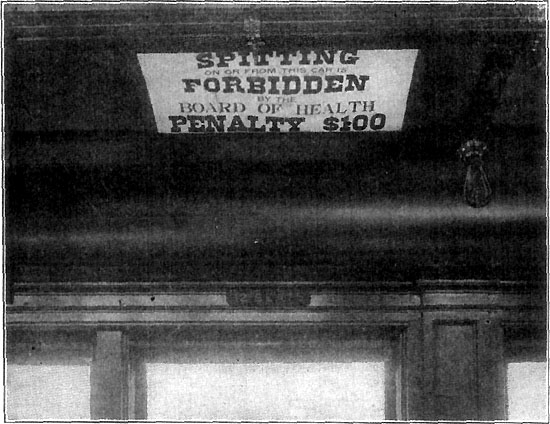 SPITTING
ON OR FROM THIS CAR IS
FORBIDDEN
BY THE
BOARD OF HEALTH
PENALTY $100